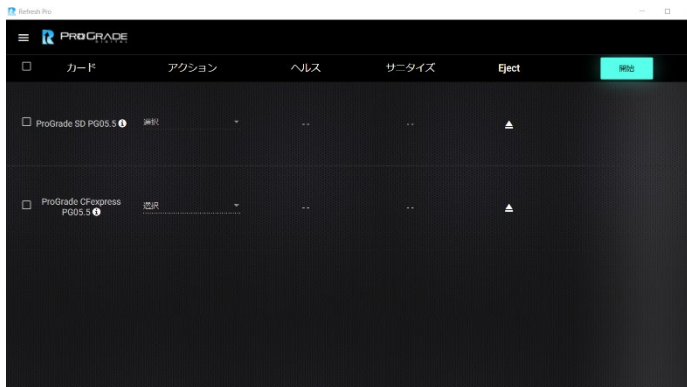 Refresh Pro
PROGRADE
DIGITAL
カード アクション ヘルス サニタイズ Eject 開始
ProGrade SD PG05.5 選択 -- --
ProGrade CFexpress
PG05.5 選択 -- --